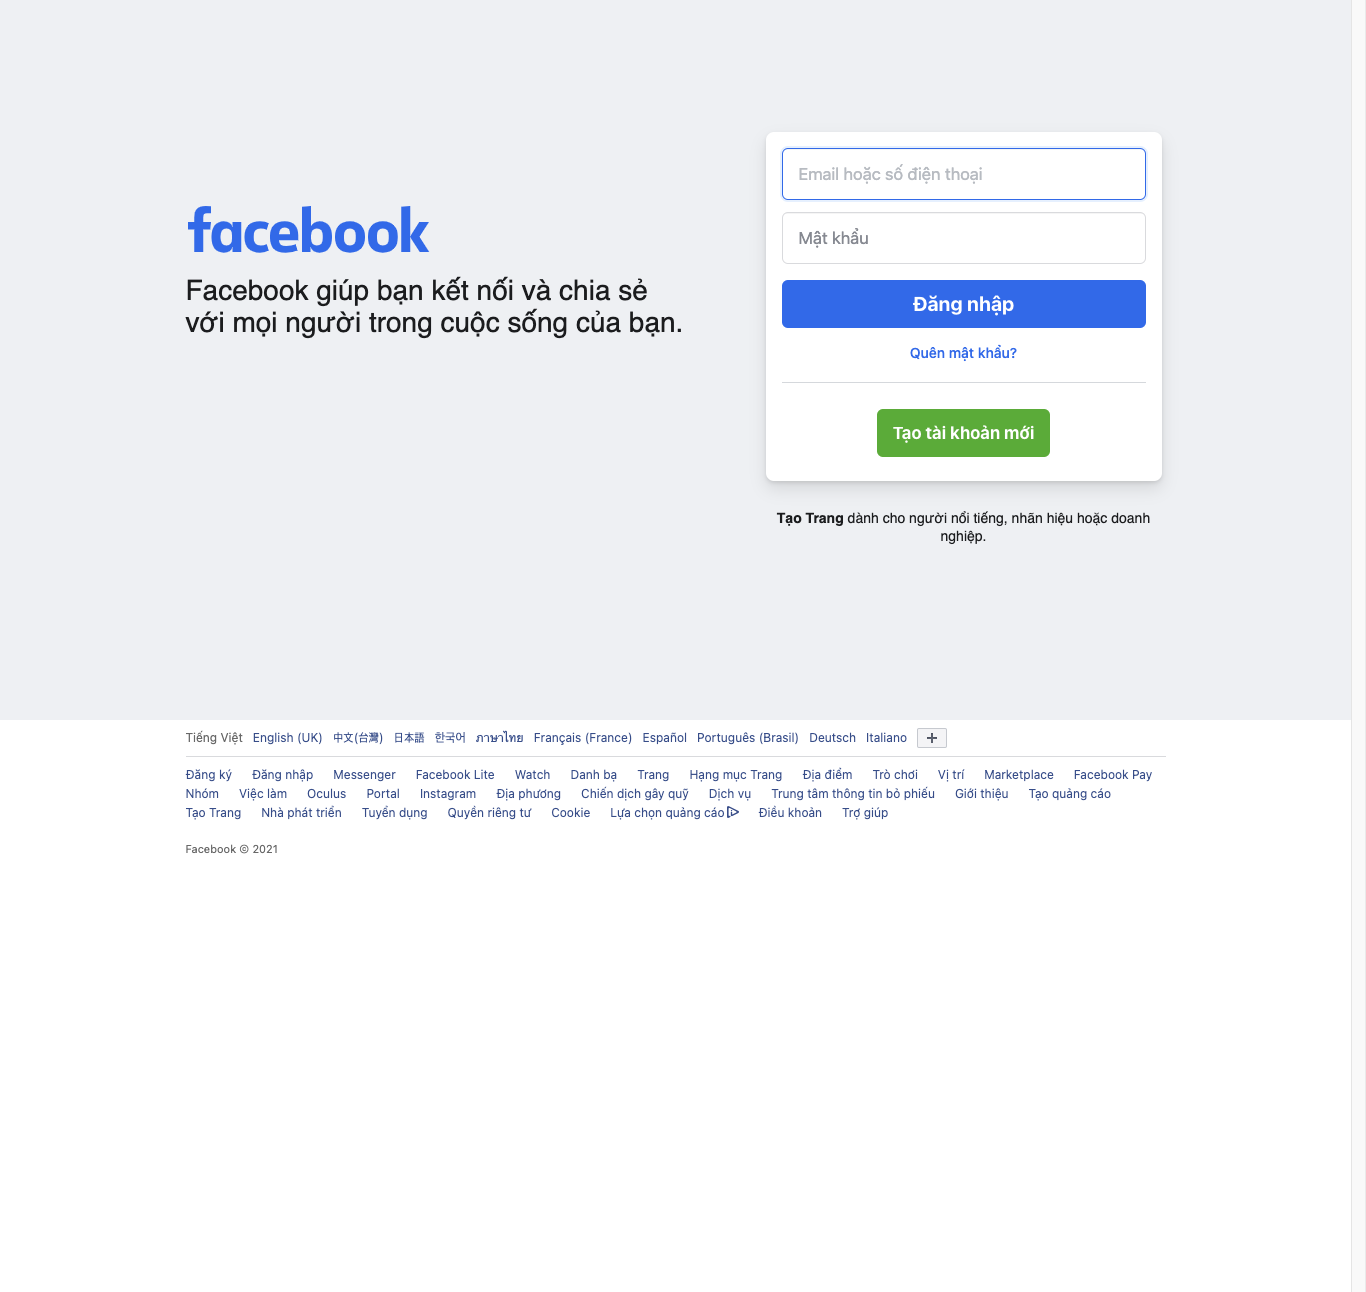 facebook
Facebook giúp bạn kết nối và chia sẻ
với mọi người trong cuộc sống của bạn.
Email hoặc số điện thoại
Mật khẩu
Đăng nhập
Quên mật khẩu?
Tạo tài khoản mới
Tạo Trang dành cho người nổi tiếng, nhãn hiệu hoặc doanh
nghiệp.
Tiếng Việt English (UK) 中文(台灣) 日本語 한국어 ภาษาไทย Français (France) Español Português (Brasil) Deutsch Italiano
Đăng ký Đăng nhập Messenger Facebook Lite Watch Danh bạ Trang Hạng mục Trang Địa điểm Trò chơi Vị trí Marketplace Facebook Pay
Nhóm Việc làm Oculus Portal Instagram Địa phương Chiến dịch gây quỹ Dịch vụ Trung tâm thông tin bỏ phiếu Giới thiệu Tạo quảng cáo
Tạo Trang Nhà phát triển Tuyển dụng Quyền riêng tư Cookie Lựa chọn quảng cáo Điều khoản Trợ giúp
Facebook © 2021